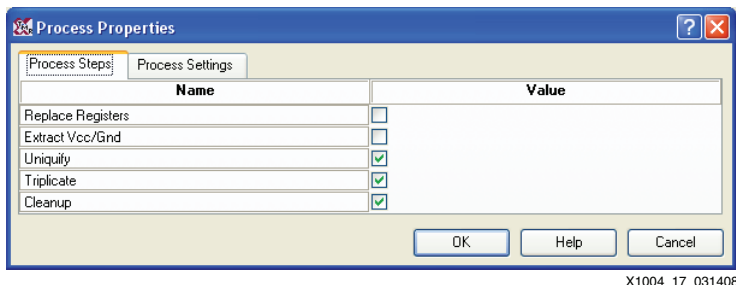 Process Properties
Process Steps Process Settings
Name Value
Replace Registers
Extract Vcc/Gnd
Uniquify
Triplicate
Cleanup
OK Help Cancel
X1004_17_031408